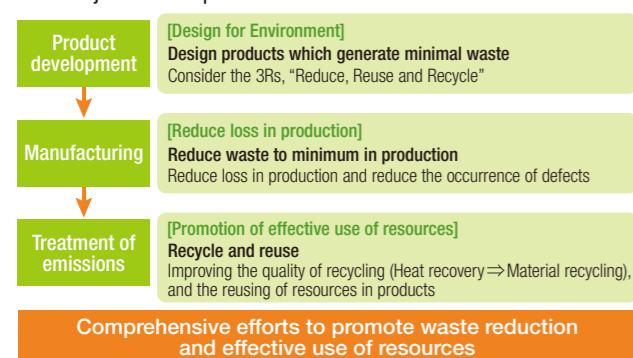 Product
development
[Design for Environment]
Design products which generate minimal waste
Consider the 3Rs, “Reduce, Reuse and Recycle”
Manufacturing
[Reduce loss in production]
Reduce waste to minimum in production
Reduce loss in production and reduce the occurrence of defects
Treatment of
emissions
[Promotion of effective use of resources]
Recycle and reuse
Improving the quality of recycling (Heat recovery⇒Material recycling),
and the reusing of resources in products
Comprehensive efforts to promote waste reduction
and effective use of resources